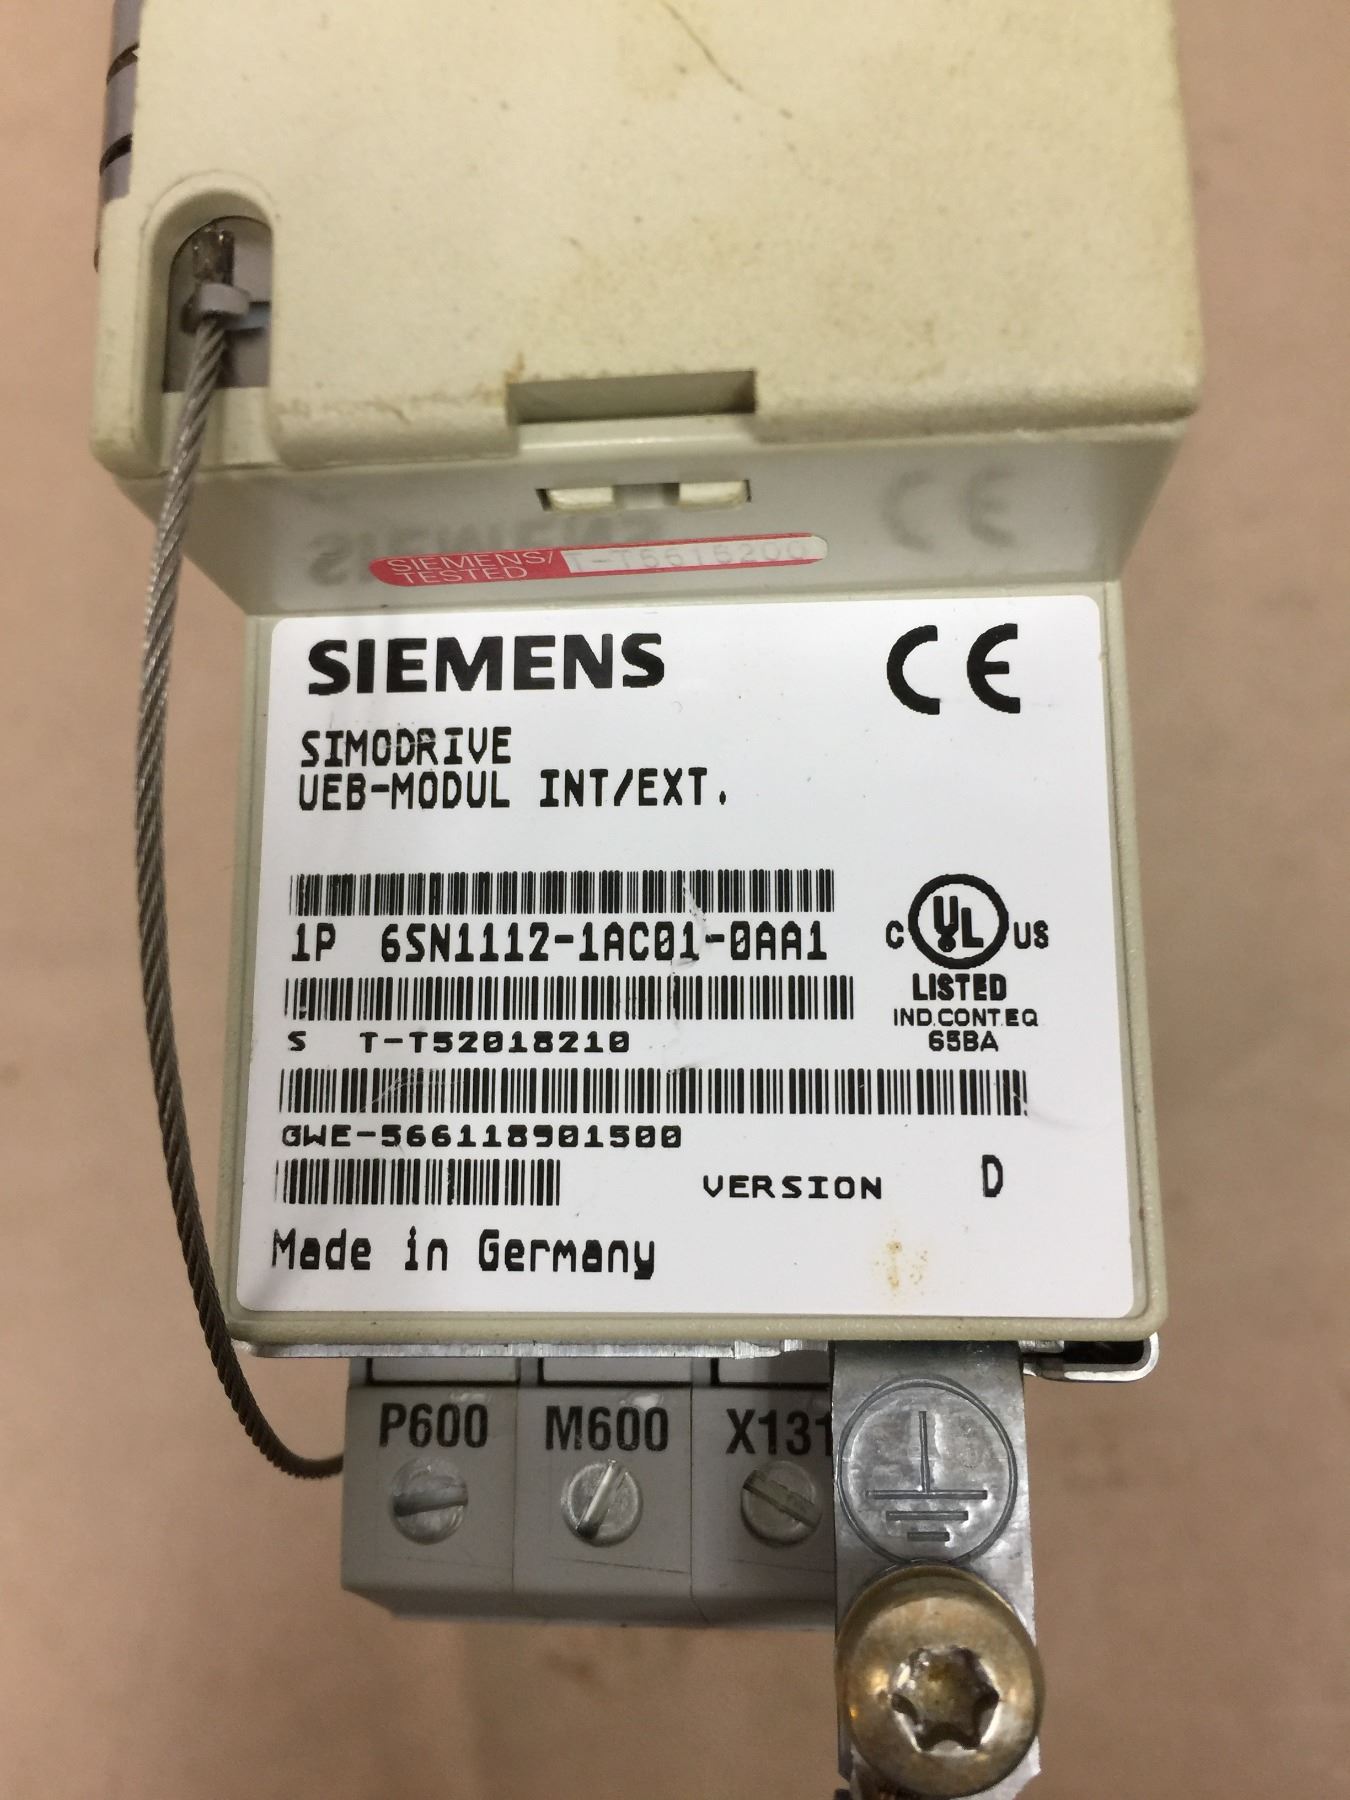 SIEMENS/
TESTED
T-T5615200
SIEMENS
CE
SIMODRIVE
UEB-MODUL INT/EXT.
1P 6SN1112-1AC01-0AA1
C UL US
LISTED
IND.CONT.EQ
65BA
S T-T52018210
GWE-566118901500
VERSION D
Made in Germany
P600 M600 X131